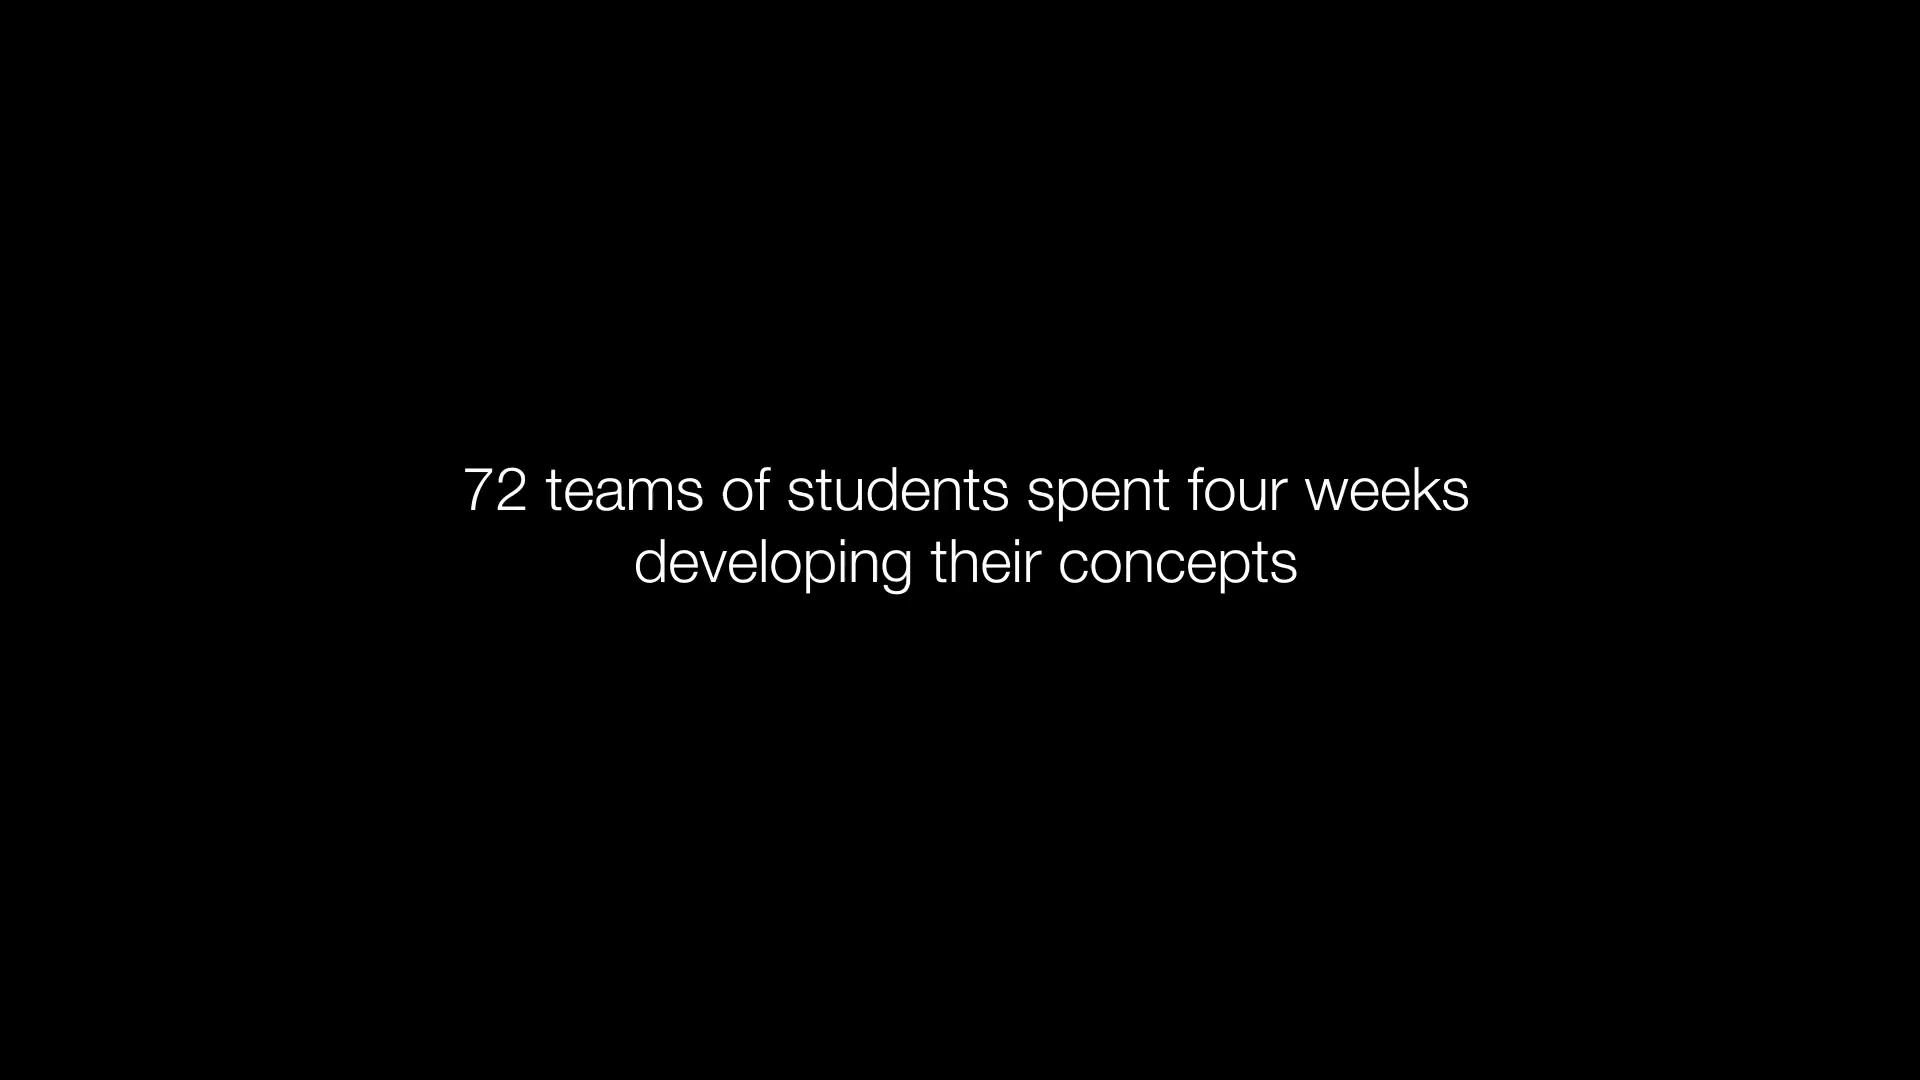 72 teams of students spent four weeks
developing their concepts